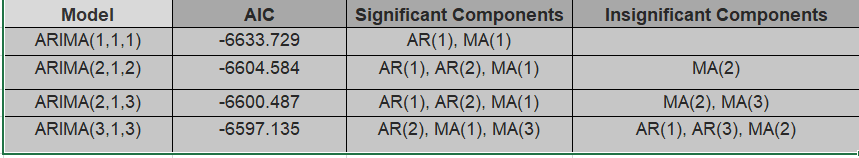 Model AIC Significant Components Insignificant Components
ARIMA(1,1,1) -6633.729 AR(1), MA(1)
ARIMA(2,1,2) -6604.584 AR(1), AR(2), MA(1) MA(2)
ARIMA(2,1,3) -6600.487 AR(1), AR(2), MA(1) MA(2), MA(3)
ARIMA(3,1,3) -6597.135 AR(2), MA(1), MA(3) AR(1), AR(3), MA(2)